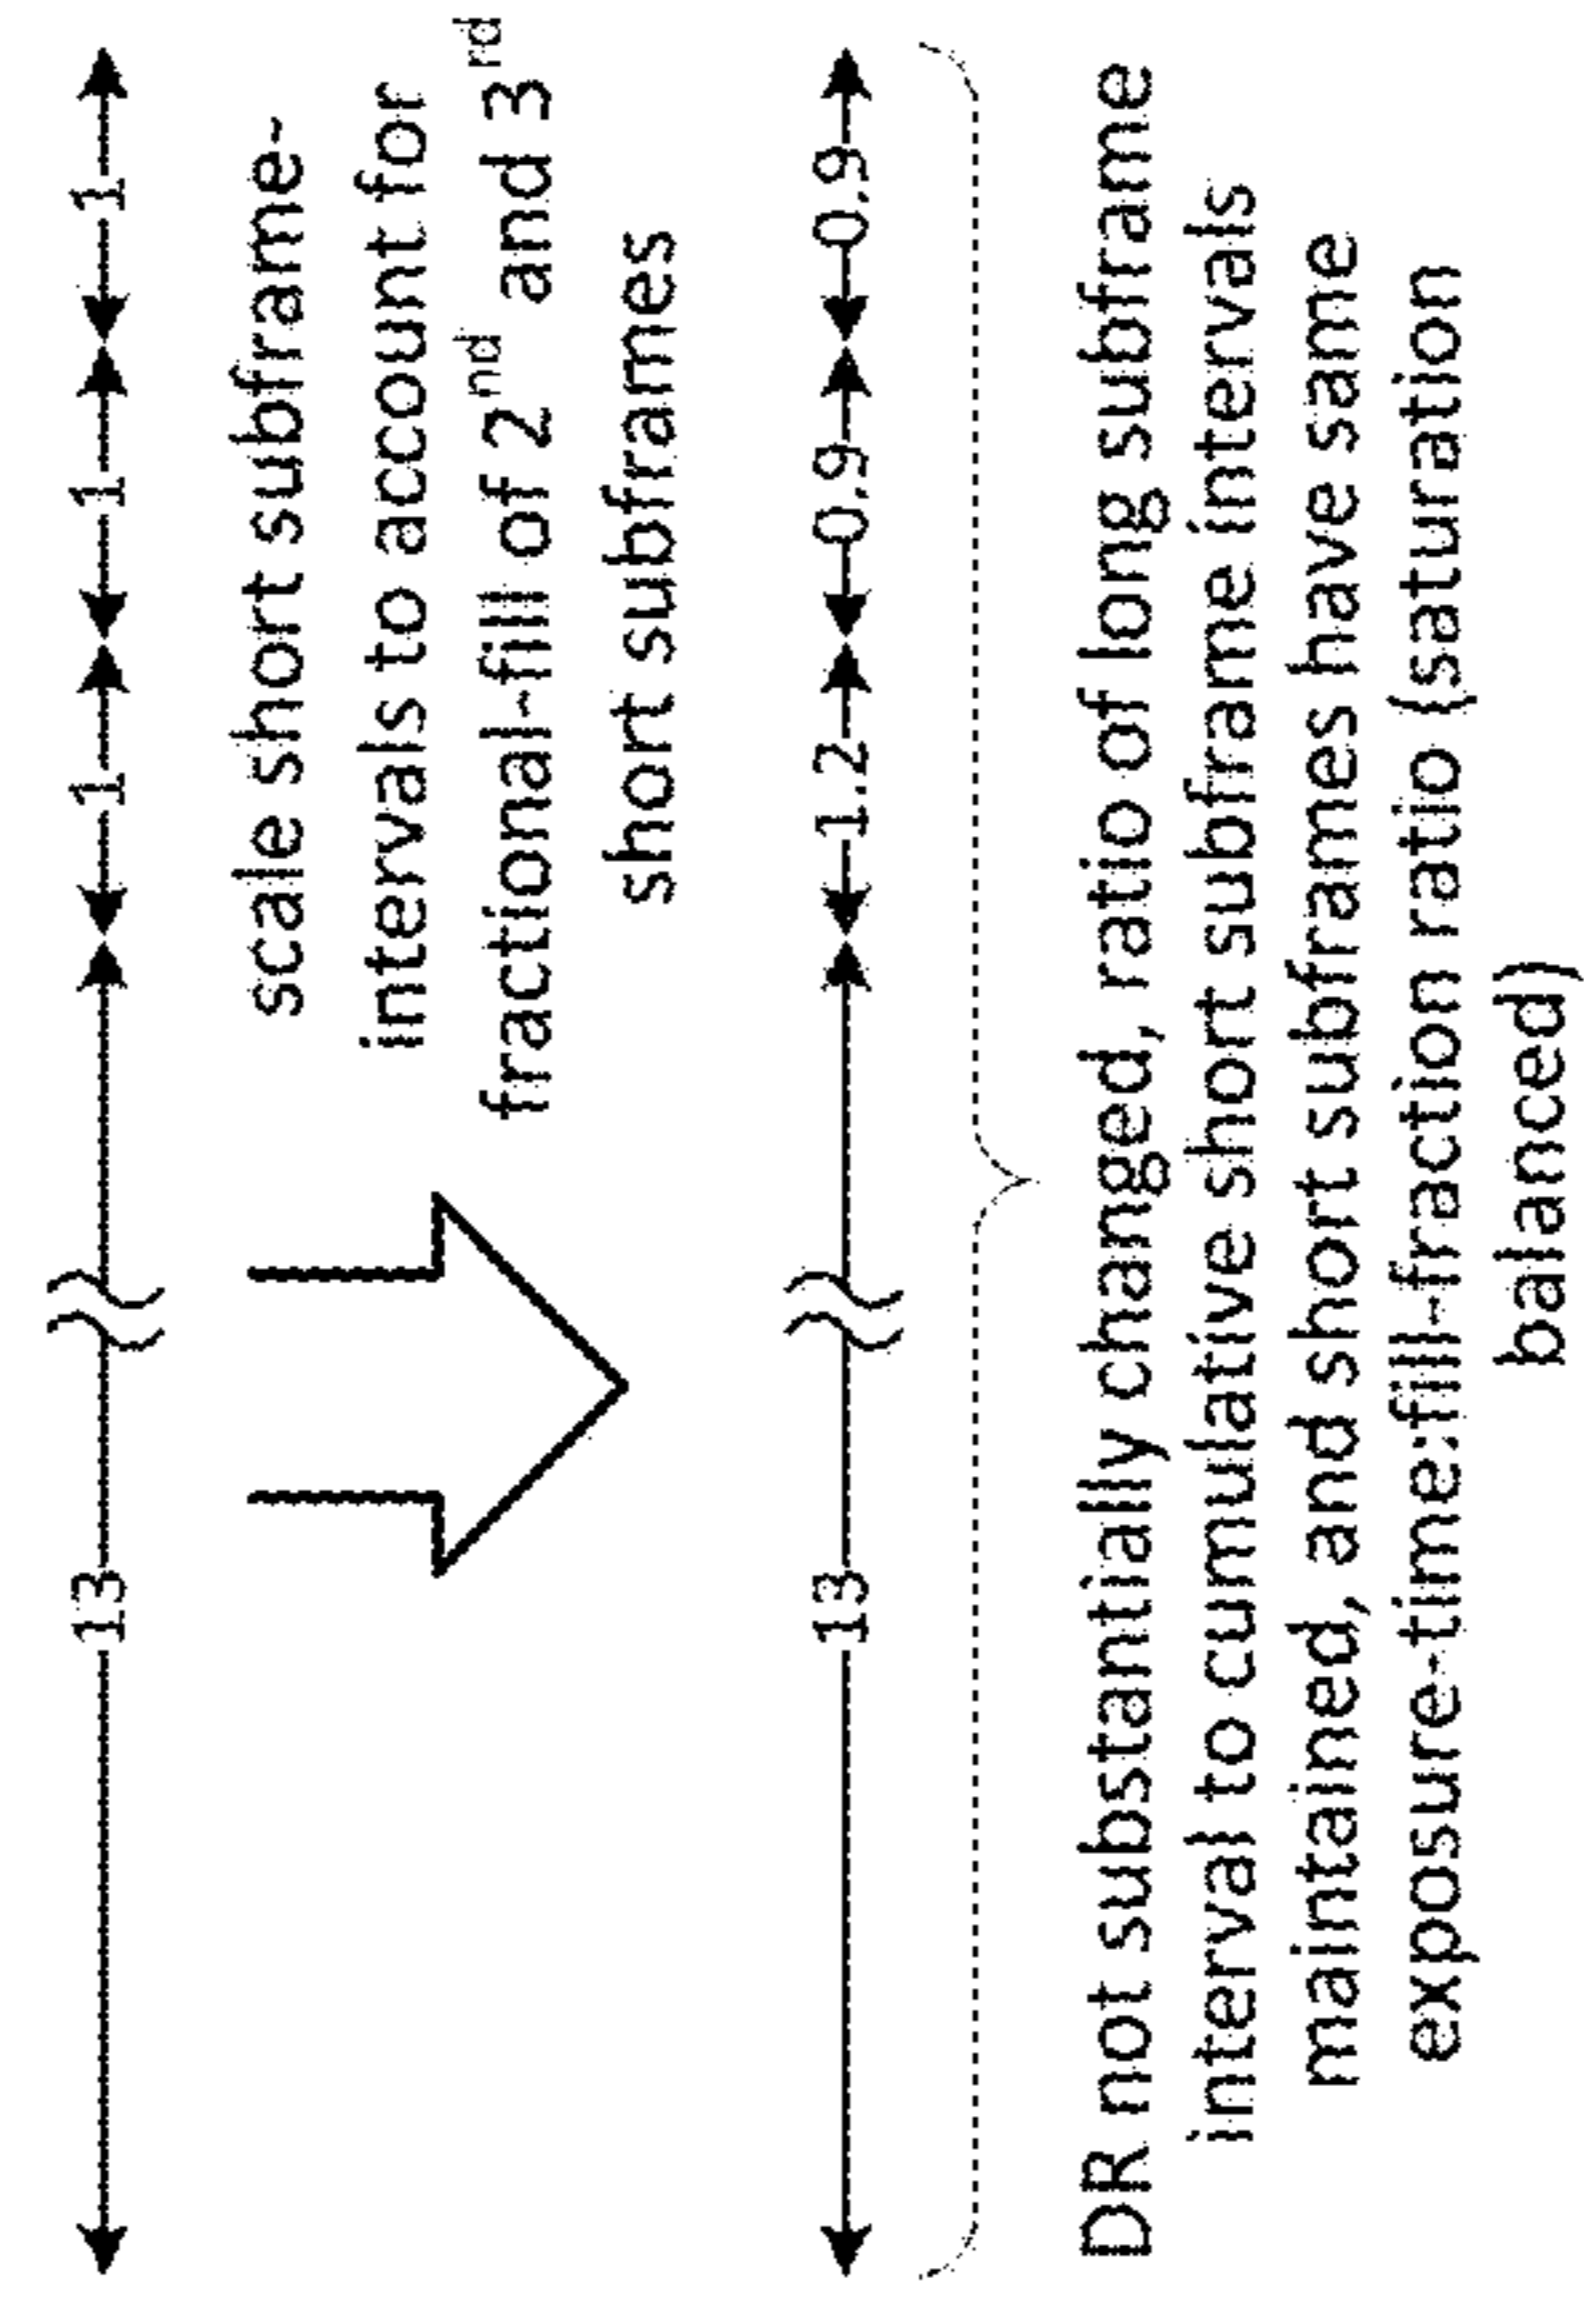 13 1 1 1
scale short subframe-
intervals to account for
fractional-fill of 2nd and 3rd
short subframes
13 1.2 0.9 0.9
DR not substantially changed, ratio of long subframe
interval to cumulative short subframe intervals
maintained, and short subframes have same
exposure-time:fill-fraction ratio (saturation
balanced)